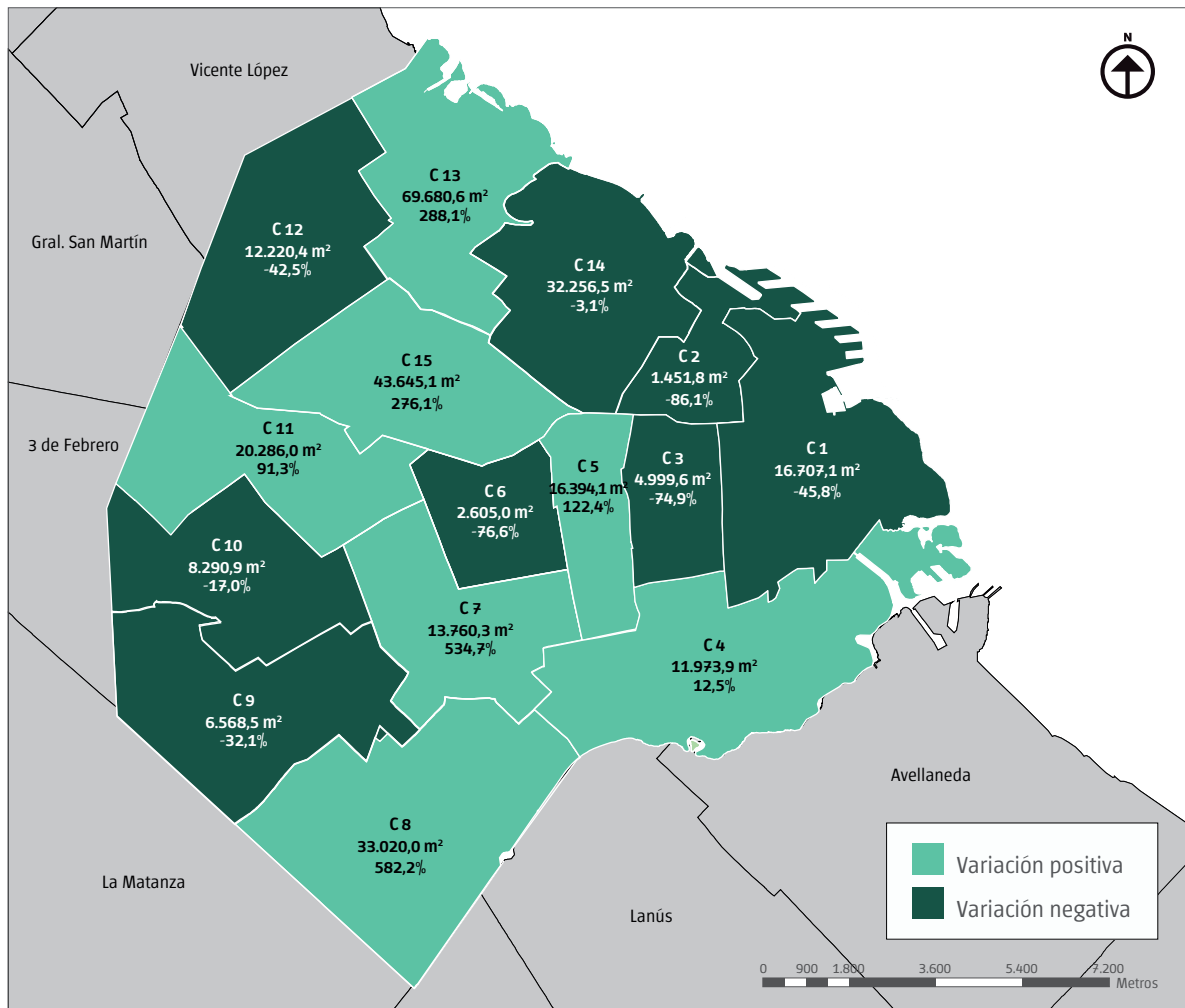 N
Vicente López
Gral. San Martín
3 de Febrero
La Matanza
Lanús
Avellaneda
C 13
69.680,6 m²
288,1%
C 12
12.220,4 m²
-42,5%
C 14
32.256,5 m²
-3,1%
C 2
1.451,8 m²
-86,1%
C 15
43.645,1 m²
276,1%
C 11
20.286,0 m²
91,3%
C 1
16.707,1 m²
-45,8%
C 3
4.999,6 m²
-74,9%
C 5
16.394,1 m²
122,4%
C 6
2.605,0 m²
-76,6%
C 10
8.290,9 m²
-17,0%
C 7
13.760,3 m²
534,7%
C 4
11.973,9 m²
12,5%
C 9
6.568,5 m²
-32,1%
C 8
33.020,0 m²
582,2%
Variación positiva
Variación negativa
0 900 1.800 3.600 5.400 7.200
Metros